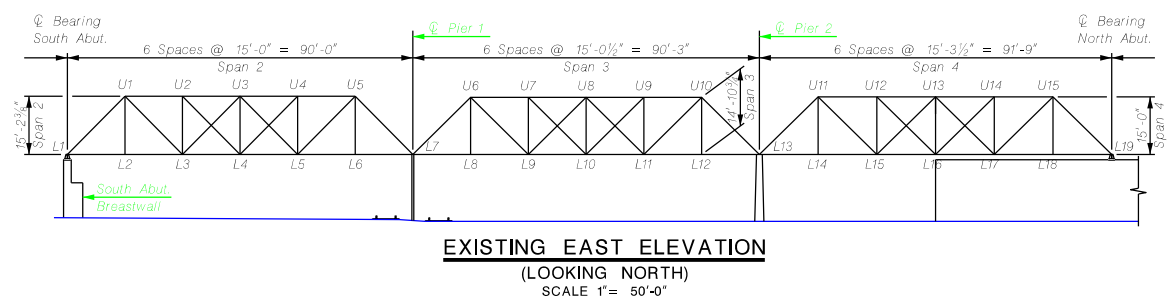 ℄ Bearing
South Abut.
℄ Pier 1
℄ Pier 2
℄ Bearing
North Abut.
6 Spaces @ 15'-0" = 90'-0"
6 Spaces @ 15'-0½" = 90'-3"
6 Spaces @ 15'-3½" = 91'-9"
Span 2
Span 3
Span 4
U1 U2 U3 U4 U5 U6 U7 U8 U9 U10 U11 U12 U13 U14 U15
Span 2
14'-10¾"
Span 3
15'-0"
Span 4
L1 L7 L13 L19
L2 L3 L4 L5 L6 L8 L9 L10 L11 L12 L14 L15 L16 L17 L18
South Abut.
Breastwall
EXISTING EAST ELEVATION
(LOOKING NORTH)
SCALE 1"= 50'-0"